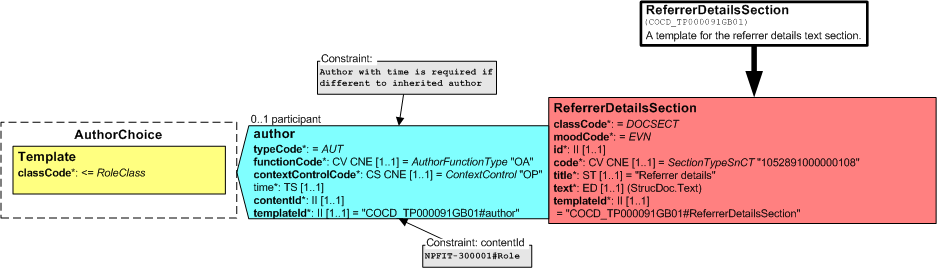 ReferrerDetailsSection
(COCD_TP000091GB01)
A template for the referrer details text section.
Constraint:
Author with time is required if
different to inherited author
ReferrerDetailsSection
classCode*: = DOCSECT
moodCode*: = EVN
id*: II [1..1]
code*: CV CNE [1..1] <= SectionTypeSnCT "1052891000000108"
title*: ST [1..1] = "Referrer details"
text*: ED [1..1] (StrucDoc.Text)
templateId*: II [1..1]
= "COCD_TP000091GB01#ReferrerDetailsSection"
0..1 participant
author
typeCode*: = AUT
functionCode*: CV CNE [1..1] = AuthorFunctionType "OA"
contextControlCode*: CS CNE [1..1] = ContextControl "OP"
time*: TS [1..1]
contentId*: II [1..1]
templateId*: II [1..1] = "COCD_TP000091GB01#author"
AuthorChoice
Template
classCode*: <= RoleClass
Constraint: contentId
NPFIT-300001#Role